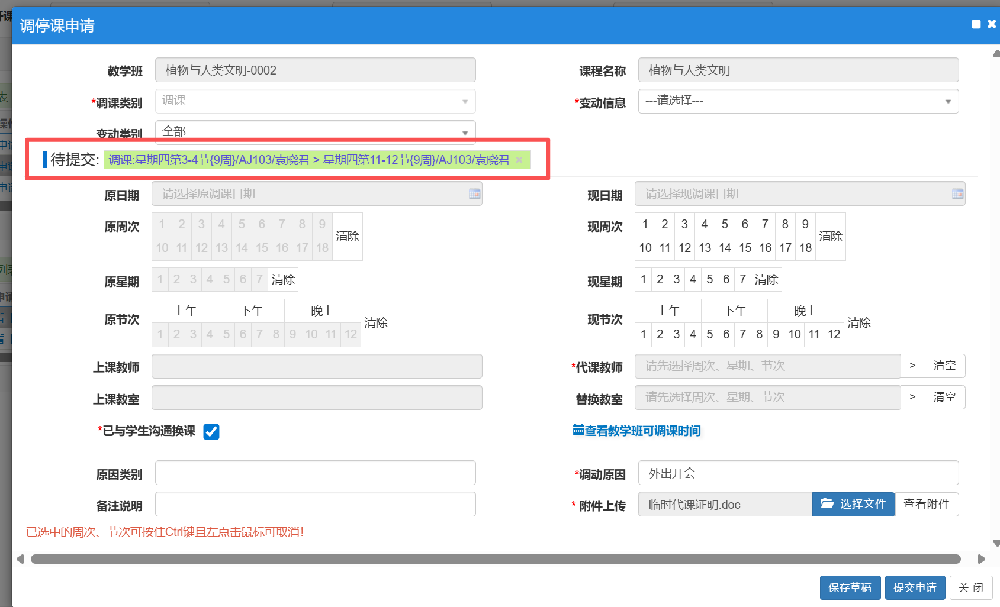 开课
调停课申请
教学班 植物与人类文明-0002 课程名称 植物与人类文明
*调课类别 调课 *变动信息 ---请选择---
变动类别 全部
待提交: 调课:星期四第3-4节{9周}/AJ103/袁晓君 > 星期四第11-12节{9周}/AJ103/袁晓君 ×
原日期 请选择原调课日期 现日期 请选择现调课日期
原周次 1 2 3 4 5 6 7 8 9 清除 现周次 1 2 3 4 5 6 7 8 9 清除
10 11 12 13 14 15 16 17 18 10 11 12 13 14 15 16 17 18
原星期 1 2 3 4 5 6 7 清除 现星期 1 2 3 4 5 6 7 清除
原节次 上午 下午 晚上 清除 现节次 上午 下午 晚上 清除
1 2 3 4 5 6 7 8 9 10 11 12 1 2 3 4 5 6 7 8 9 10 11 12
上课教师 *代课教师 请先选择周次、星期、节次 > 清空
上课教室 替换教室 请先选择周次、星期、节次 > 清空
*已与学生沟通换课 查看教学班可调课时间
原因类别 *调动原因 外出开会
备注说明 * 附件上传 临时代课证明.doc 选择文件 查看附件
已选中的周次、节次可按住Ctrl键且左点击鼠标可取消!
保存草稿 提交申请 关 闭